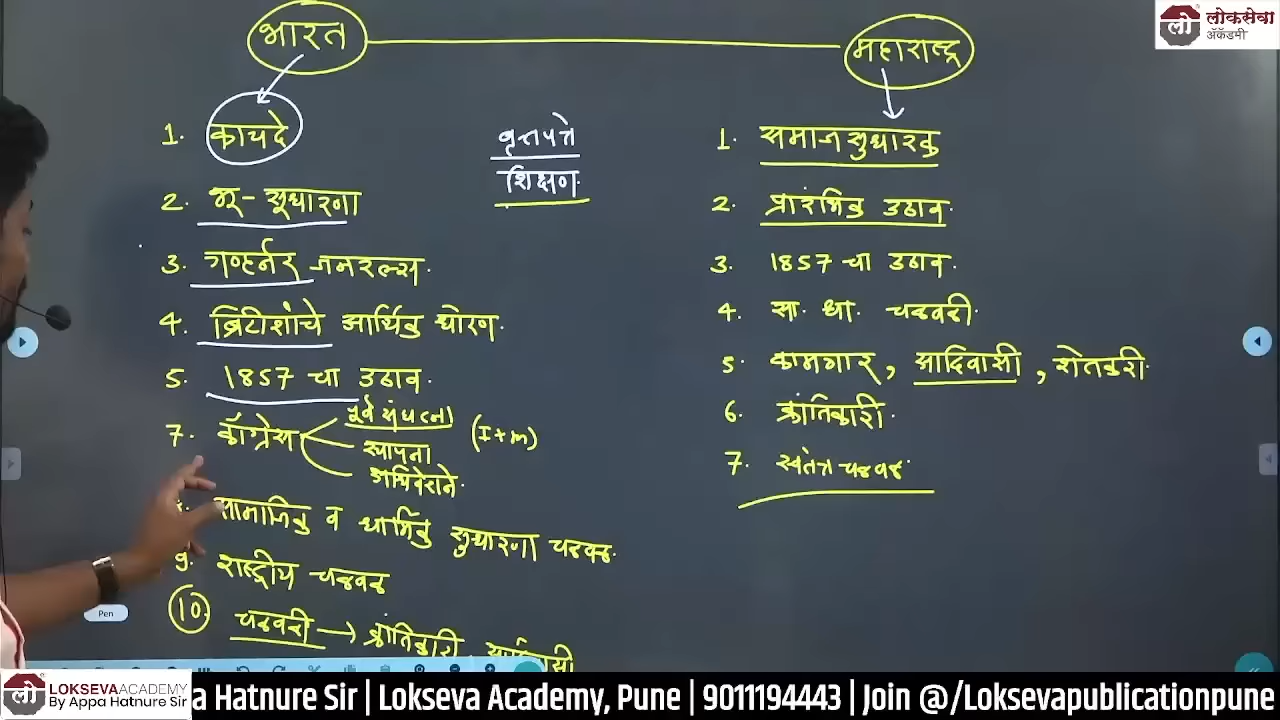 भारत
महाराष्ट्र
लोकसेवा
अ‍ॅकॅडमी
1. कायदे
2. भू - सुधारणा
3. गव्हर्नर जनरल्स.
4. ब्रिटीशांचे आर्थिक धोरण.
5. 1857 चा उठाव.
7. काँग्रेस
पूर्व संघटना
स्थापना
अधिवेशने
(I+M)
8. सामाजिक व धार्मिक सुधारणा चळवळ.
9. राष्ट्रीय चळवळ
10 चळवळी → क्रांतिकारी
वृत्तपत्रे
शिक्षण.
1. समाजसुधारक
2. प्रारंभिक उठाव.
3. 1857 चा उठाव.
4. सा. धा. चळवळी
5. कामगार, आदिवासी, शेतकरी.
6. क्रांतिकारी.
7. स्वतंत्र चळवळ
Pen
लो
LOKSEVA ACADEMY
By Appa Hatnure Sir
pa Hatnure Sir | Lokseva Academy, Pune | 9011194443 | Join @/Loksevapublicationpune